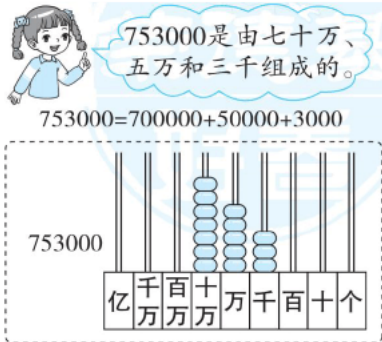 753000是由七十万、
五万和三千组成的。
753000=700000+50000+3000
753000
亿 千万 百万 十万 万 千 百 十 个